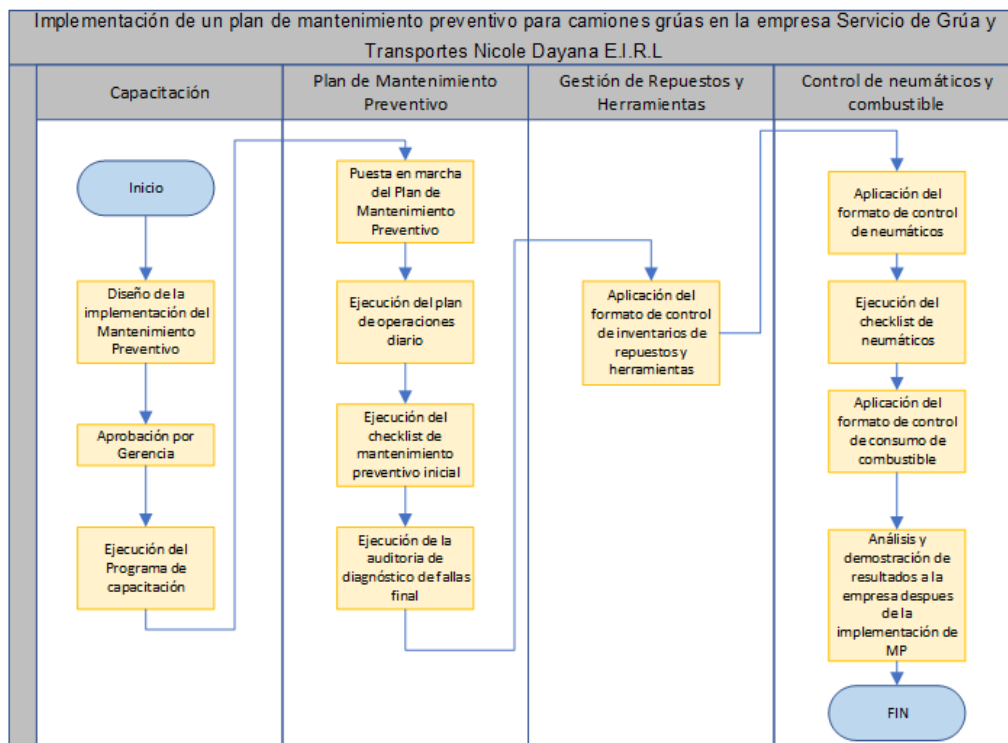 Implementación de un plan de mantenimiento preventivo para camiones grúas en la empresa Servicio de Grúa y
Transportes Nicole Dayana E.I.R.L
Capacitación
Plan de Mantenimiento
Preventivo
Gestión de Repuestos y
Herramientas
Control de neumáticos y
combustible
Inicio
Diseño de la
implementación del
Mantenimiento
Preventivo
Aprobación por
Gerencia
Ejecución del
Programa de
capacitación
Puesta en marcha
del Plan de
Mantenimiento
Preventivo
Ejecución del plan
de operaciones
diario
Ejecución del
checklist de
mantenimiento
preventivo inicial
Ejecución de la
auditoria de
diagnóstico de fallas
final
Aplicación del
formato de control
de inventarios de
repuestos y
herramientas
Aplicación del
formato de control
de neumáticos
Ejecución del
checklist de
neumáticos
Aplicación del
formato de control
de consumo de
combustible
Análisis y
demostración de
resultados a la
empresa despues de
la implementación de
MP
FIN